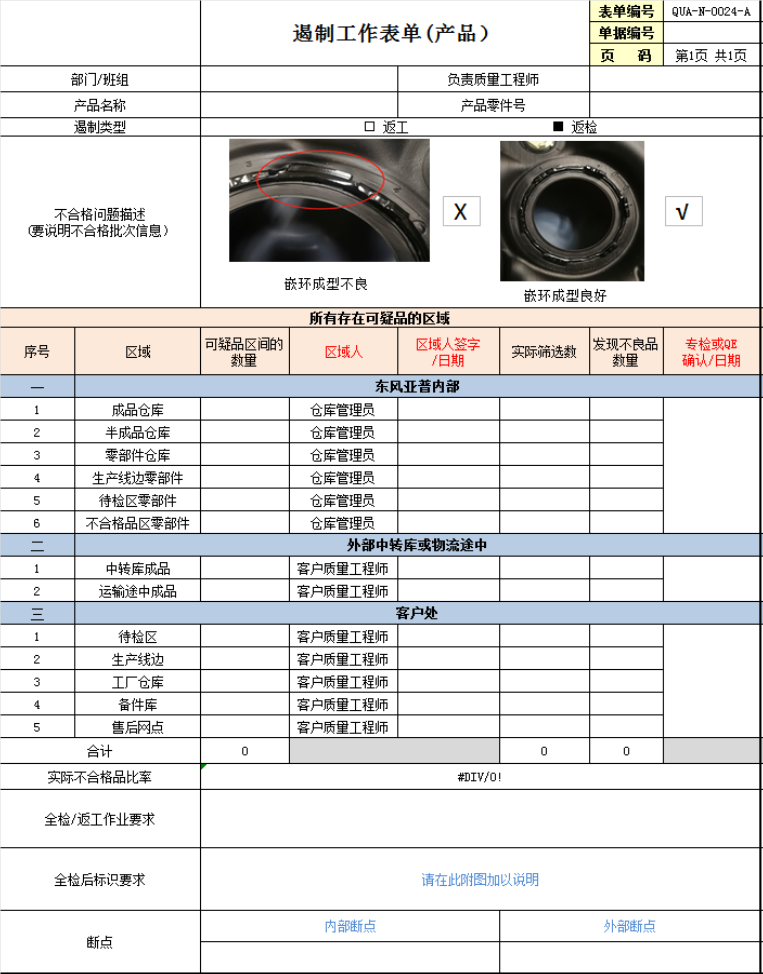 表单编号 QUA-N-0024-A
遏制工作表单(产品)
单据编号
页 码 第1页 共1页
部门/班组 负责质量工程师
产品名称 产品零件号
遏制类型 □ 返工 ■ 返检
不合格问题描述
(要说明不合格批次信息)
X √
嵌环成型不良
嵌环成型良好
所有存在可疑品的区域
序号 区域 可疑品区间的数量 区域人 区域人签字/日期 实际筛选数 发现不良品数量 专检或QE确认/日期
一 东风亚普内部
1 成品仓库 仓库管理员
2 半成品仓库 仓库管理员
3 零部件仓库 仓库管理员
4 生产线边零部件 仓库管理员
5 待检区零部件 仓库管理员
6 不合格品区零部件 仓库管理员
二 外部中转库或物流途中
1 中转库成品 客户质量工程师
2 运输途中成品 客户质量工程师
三 客户处
1 待检区 客户质量工程师
2 生产线边 客户质量工程师
3 工厂仓库 客户质量工程师
4 备件库 客户质量工程师
5 售后网点 客户质量工程师
合计 0 0 0
实际不合格品比率 #DIV/0!
全检/返工作业要求
全检后标识要求 请在此附图加以说明
断点 内部断点 外部断点